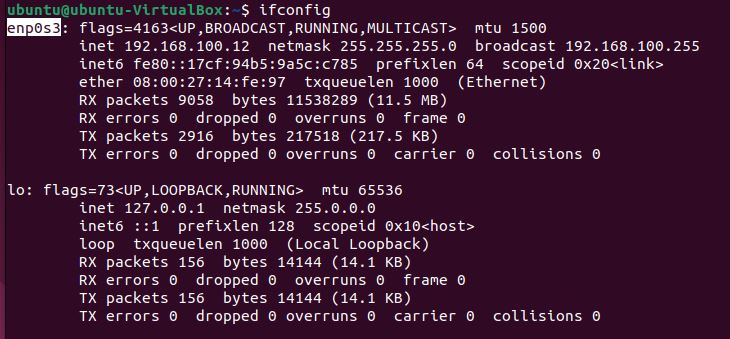 ubuntu@ubuntu-VirtualBox:~$ ifconfig
enp0s3: flags=4163<UP,BROADCAST,RUNNING,MULTICAST>  mtu 1500
        inet 192.168.100.12  netmask 255.255.255.0  broadcast 192.168.100.255
        inet6 fe80::17cf:94b5:9a5c:c785  prefixlen 64  scopeid 0x20<link>
        ether 08:00:27:14:fe:97  txqueuelen 1000  (Ethernet)
        RX packets 9058  bytes 11538289 (11.5 MB)
        RX errors 0  dropped 0  overruns 0  frame 0
        TX packets 2916  bytes 217518 (217.5 KB)
        TX errors 0  dropped 0 overruns 0  carrier 0  collisions 0

lo: flags=73<UP,LOOPBACK,RUNNING>  mtu 65536
        inet 127.0.0.1  netmask 255.0.0.0
        inet6 ::1  prefixlen 128  scopeid 0x10<host>
        loop  txqueuelen 1000  (Local Loopback)
        RX packets 156  bytes 14144 (14.1 KB)
        RX errors 0  dropped 0  overruns 0  frame 0
        TX packets 156  bytes 14144 (14.1 KB)
        TX errors 0  dropped 0 overruns 0  carrier 0  collisions 0